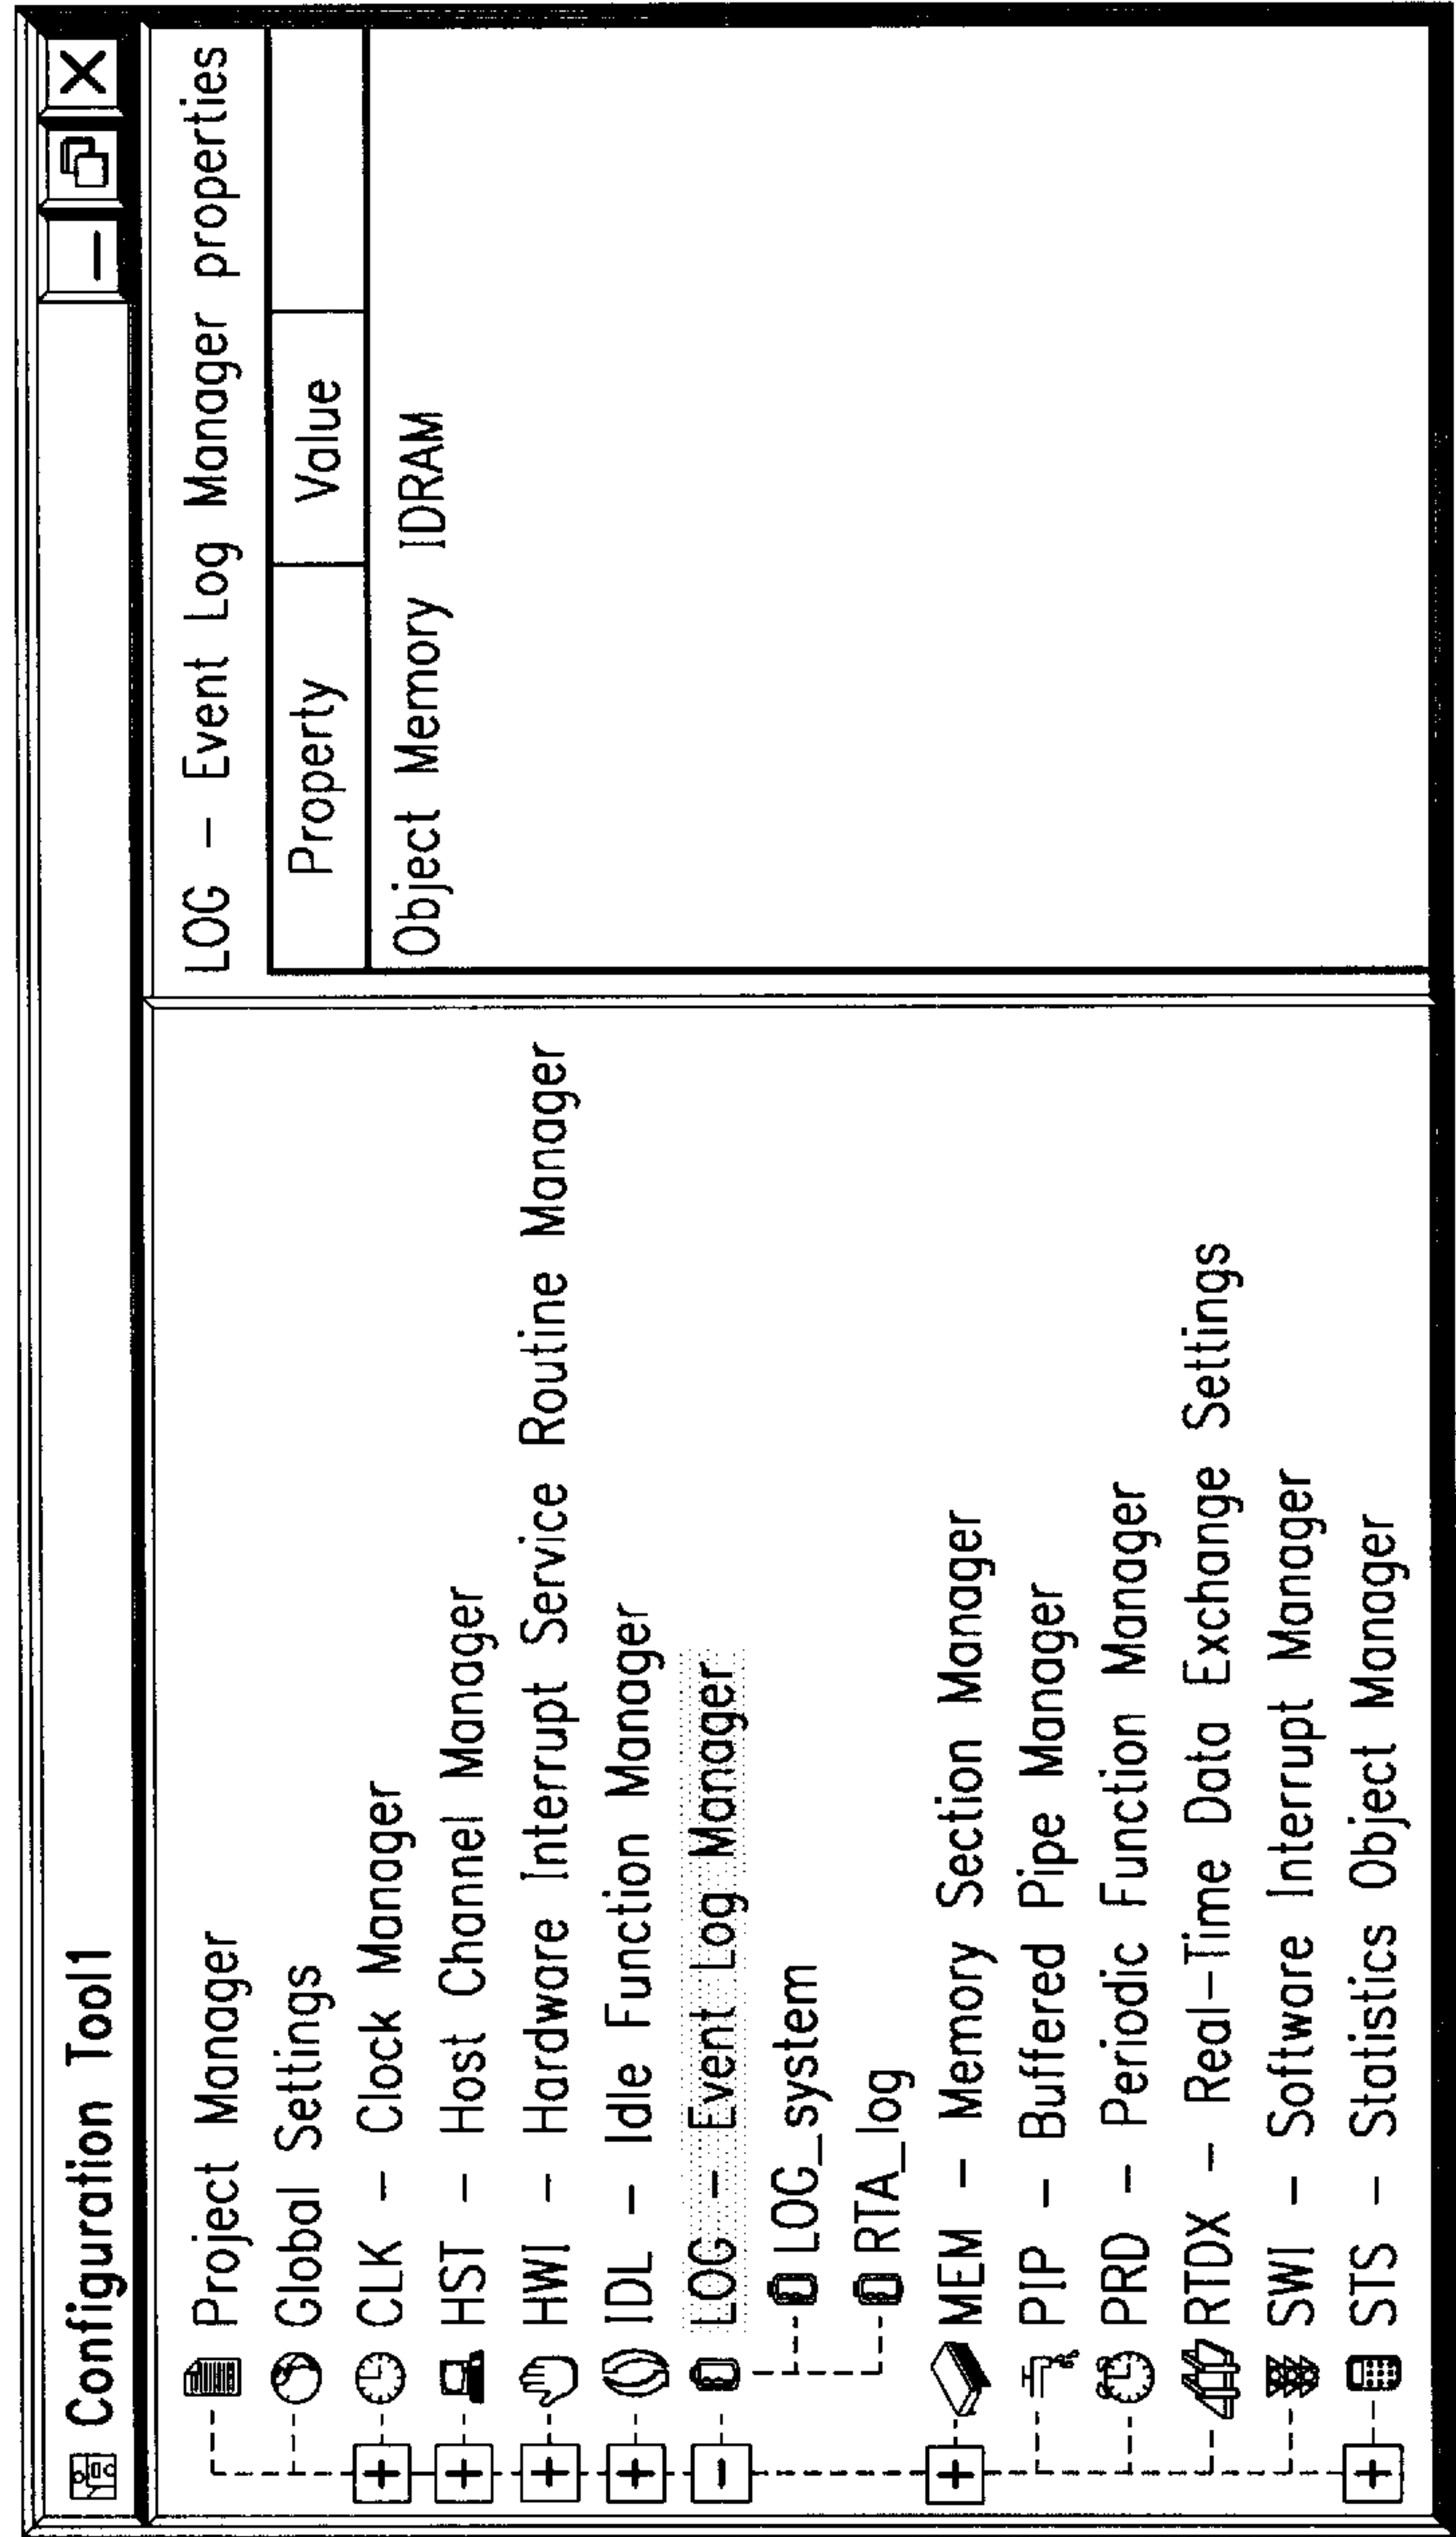 Configuration Tool1
Project Manager
Global Settings
CLK - Clock Manager
HST - Host Channel Manager
HWI - Hardware Interrupt Service Routine Manager
IDL - Idle Function Manager
LOG - Event Log Manager
LOG_system
RTA_log
MEM - Memory Section Manager
PIP - Buffered Pipe Manager
PRD - Periodic Function Manager
RTDX - Real-Time Data Exchange Settings
SWI - Software Interrupt Manager
STS - Statistics Object Manager
LOG - Event Log Manager properties
Property Value
Object Memory IDRAM